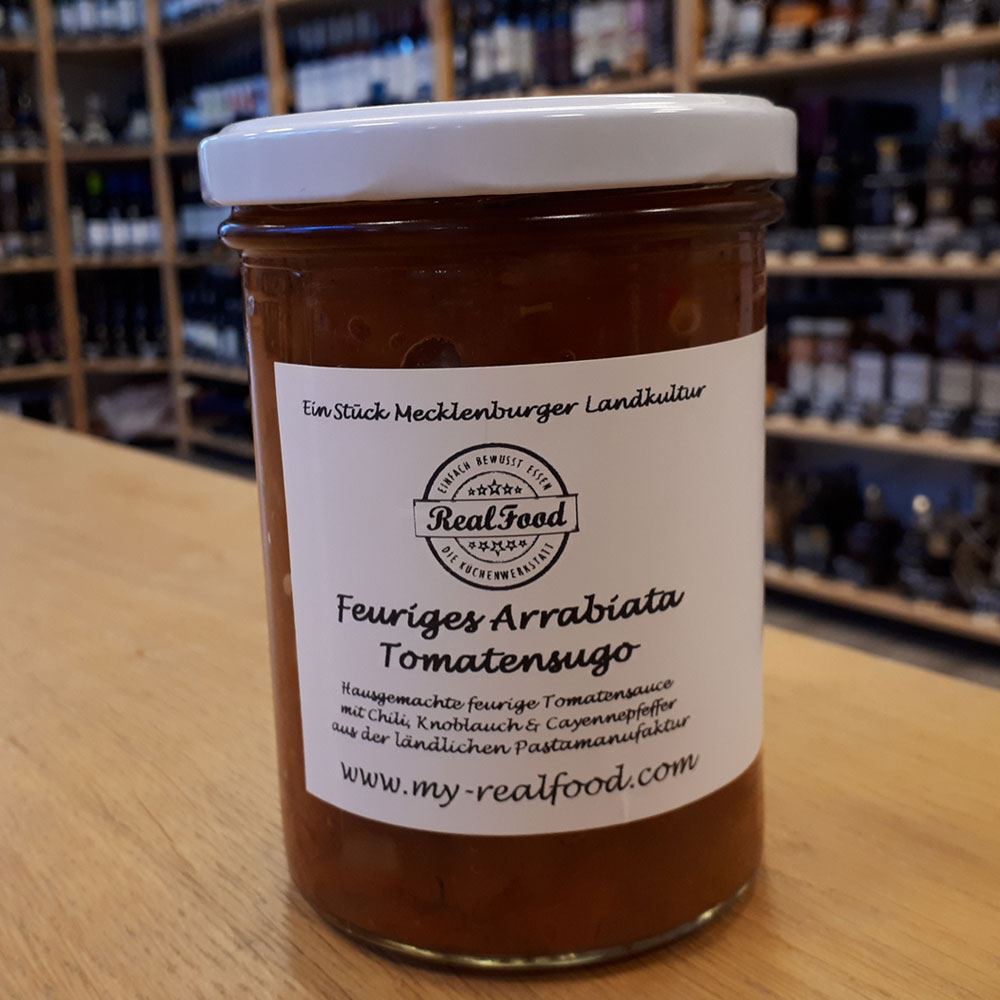 Ein Stück Mecklenburger Landkultur
EINFACH BEWUSST ESSEN
RealFood
DIE KÜCHENWERKSTATT
Feuriges Arrabiata
Tomatensugo
Hausgemachte feurige Tomatensauce
mit Chili, Knoblauch & Cayennepfeffer
aus der ländlichen Pastamanufaktur
www.my-realfood.com